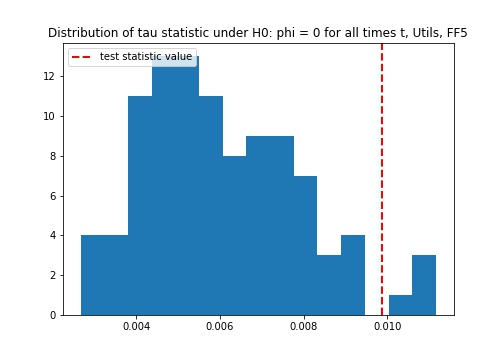 Distribution of tau statistic under H0: phi = 0 for all times t, Utils, FF5
test statistic value
12
10
8
6
4
2
0
0.004 0.006 0.008 0.010